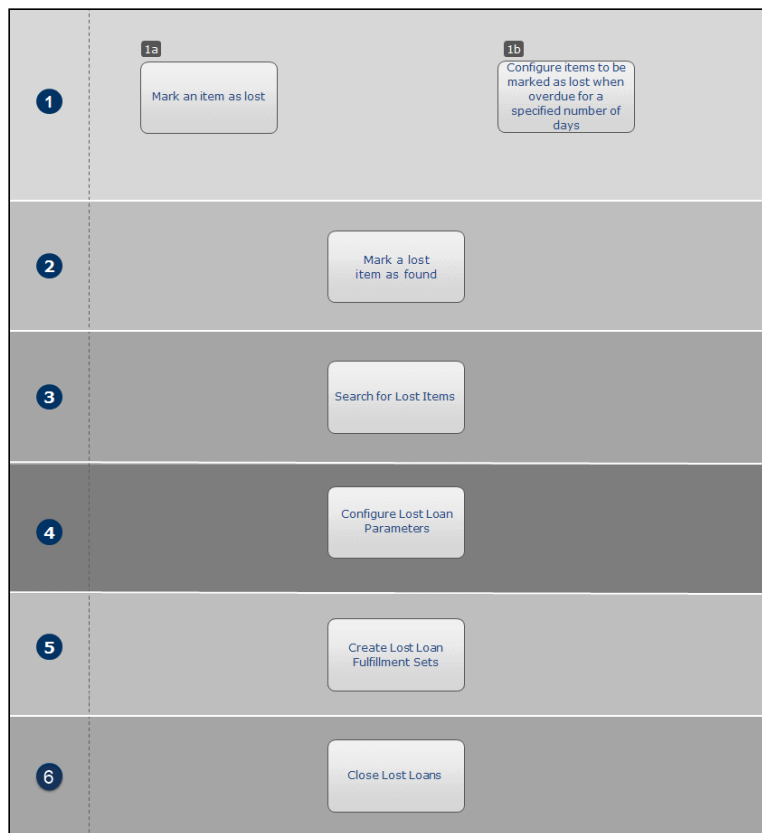 1a
1b
1
Mark an item as lost
Configure items to be
marked as lost when
overdue for a
specified number of
days
2
Mark a lost
item as found
3
Search for Lost Items
4
Configure Lost Loan
Parameters
5
Create Lost Loan
Fulfillment Sets
6
Close Lost Loans